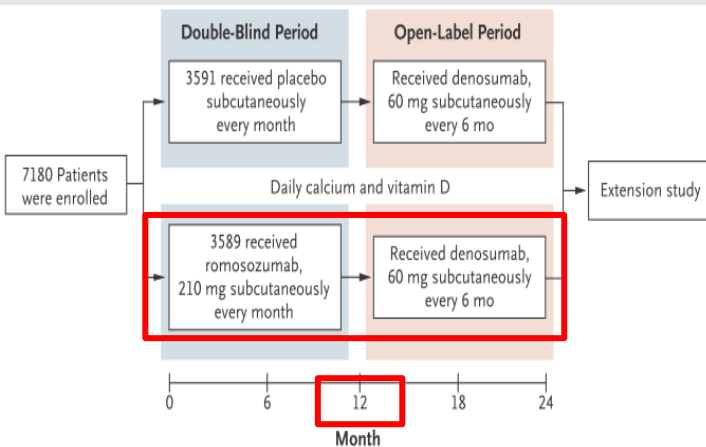 Double-Blind Period
Open-Label Period
3591 received placebo
subcutaneously
every month
Received denosumab,
60 mg subcutaneously
every 6 mo
7180 Patients
were enrolled
Daily calcium and vitamin D
Extension study
3589 received
romosozumab,
210 mg subcutaneously
every month
Received denosumab,
60 mg subcutaneously
every 6 mo
0
6
12
18
24
Month